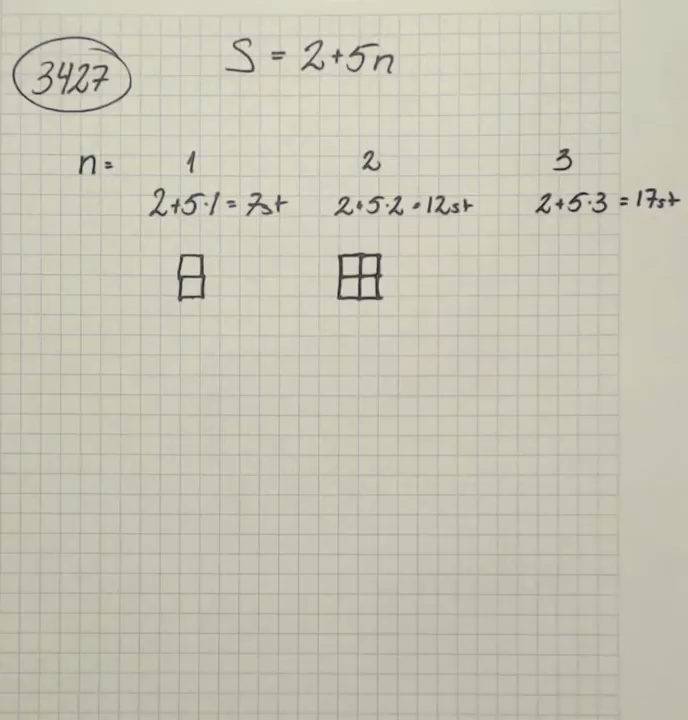 3427
S = 2+5n
n = 1 2 3
2+5·1 = 7st 2+5·2 = 12st 2+5·3 = 17st